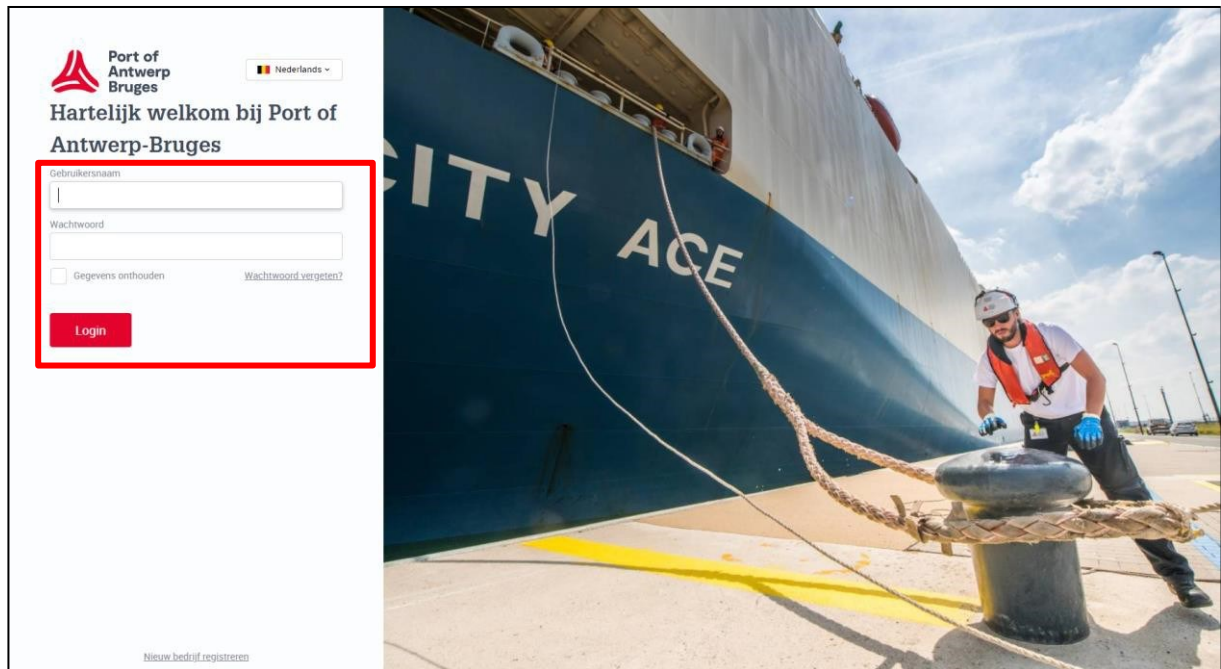 Port of
Antwerp
Bruges
Nederlands
Hartelijk welkom bij Port of
Antwerp-Bruges
Gebruikersnaam
Wachtwoord
Gegevens onthouden
Wachtwoord vergeten?
Login
Nieuw bedrijf registreren
CITY ACE